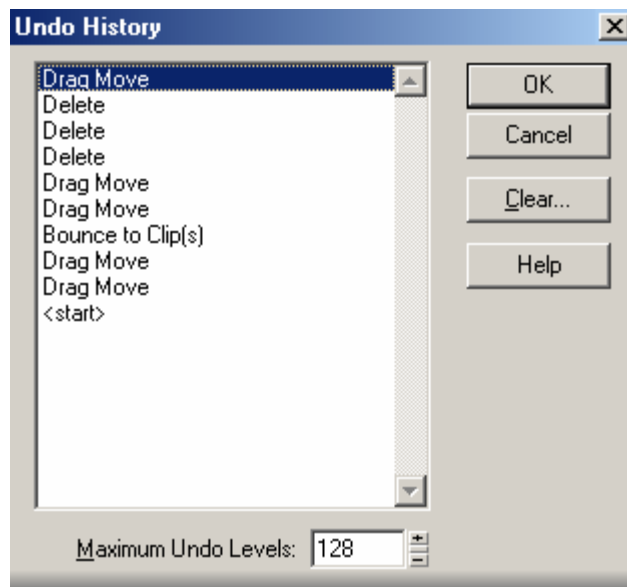 Undo History
Drag Move
Delete
Delete
Delete
Drag Move
Drag Move
Bounce to Clip(s)
Drag Move
Drag Move
<start>
OK
Cancel
Clear...
Help
Maximum Undo Levels: 128